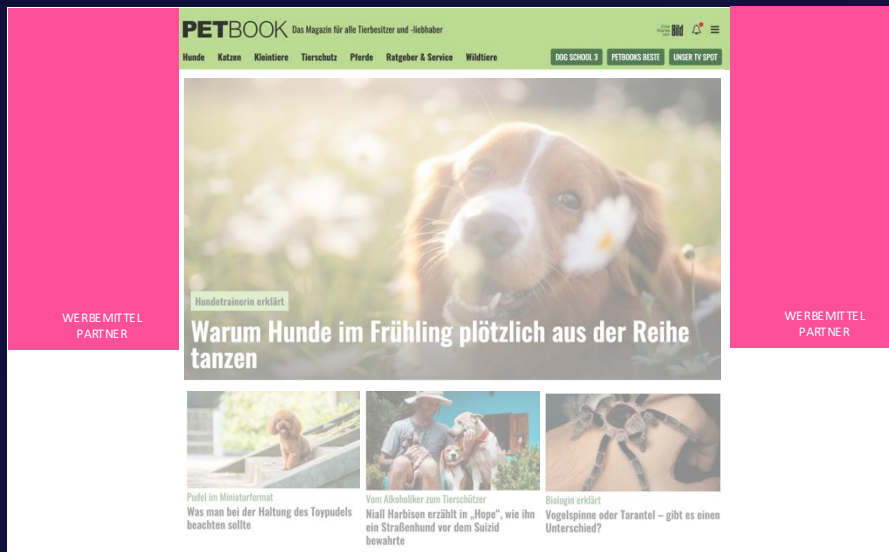 PETBOOK Das Magazin für alle Tierbesitzer und -liebhaber
Eine Marke von Bild
Hunde Katzen Kleintiere Tierschutz Pferde Ratgeber & Service Wildtiere
DOG SCHOOL 3 PETBOOKS BESTE UNSER TV SPOT
WERBEMITTEL
PARTNER
Hundetrainerin erklärt
Warum Hunde im Frühling plötzlich aus der Reihe
tanzen
WERBEMITTEL
PARTNER
Pudel im Miniaturformat
Was man bei der Haltung des Toypudels
beachten sollte
Vom Alkoholiker zum Tierschützer
Niall Harbison erzählt in „Hope“, wie ihn
ein Straßenhund vor dem Suizid
bewahrte
Biologin erklärt
Vogelspinne oder Tarantel – gibt es einen
Unterschied?